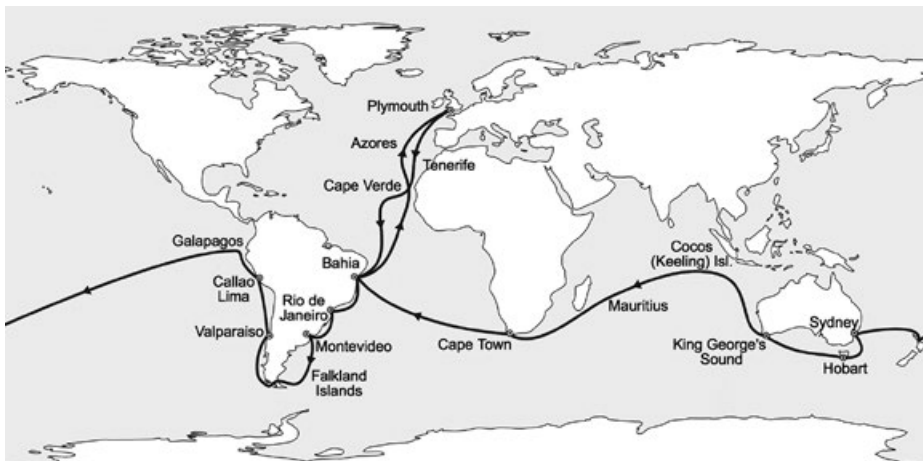 Plymouth
Azores
Tenerife
Cape Verde
Galapagos
Bahia
Cocos
(Keeling) Isl.
Callao
Lima
Rio de
Janeiro
Mauritius
Valparaiso
Montevideo
Cape Town
King George's
Sound
Sydney
Hobart
Falkland
Islands